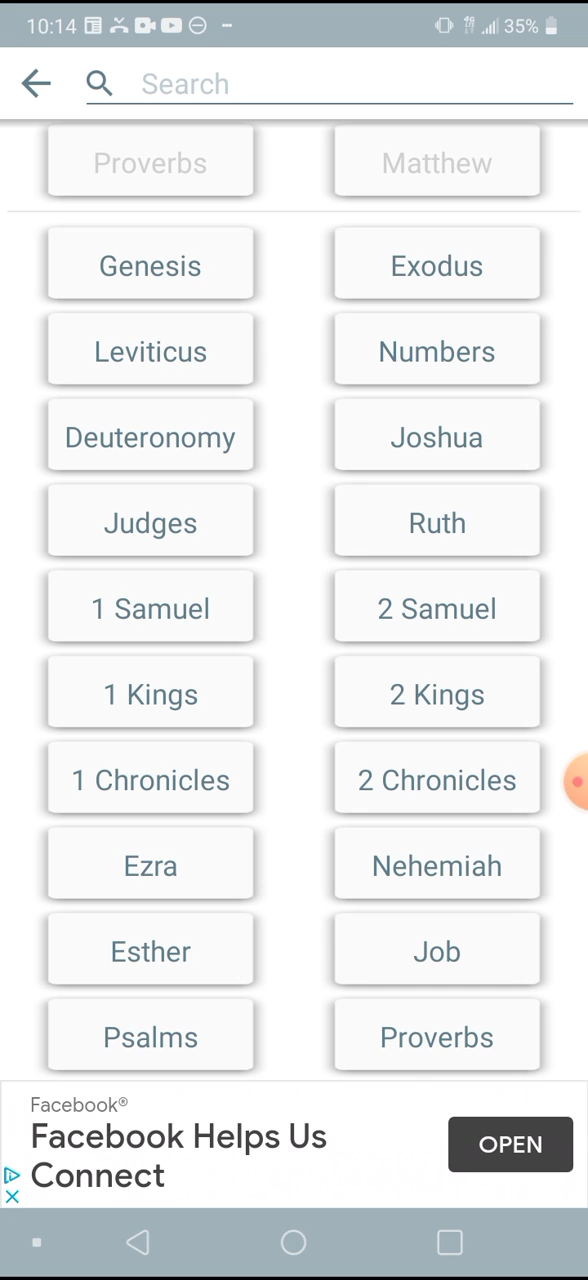 10:14
35%
Search
Proverbs Matthew
Genesis Exodus
Leviticus Numbers
Deuteronomy Joshua
Judges Ruth
1 Samuel 2 Samuel
1 Kings 2 Kings
1 Chronicles 2 Chronicles
Ezra Nehemiah
Esther Job
Psalms Proverbs
Facebook®
Facebook Helps Us
Connect
OPEN